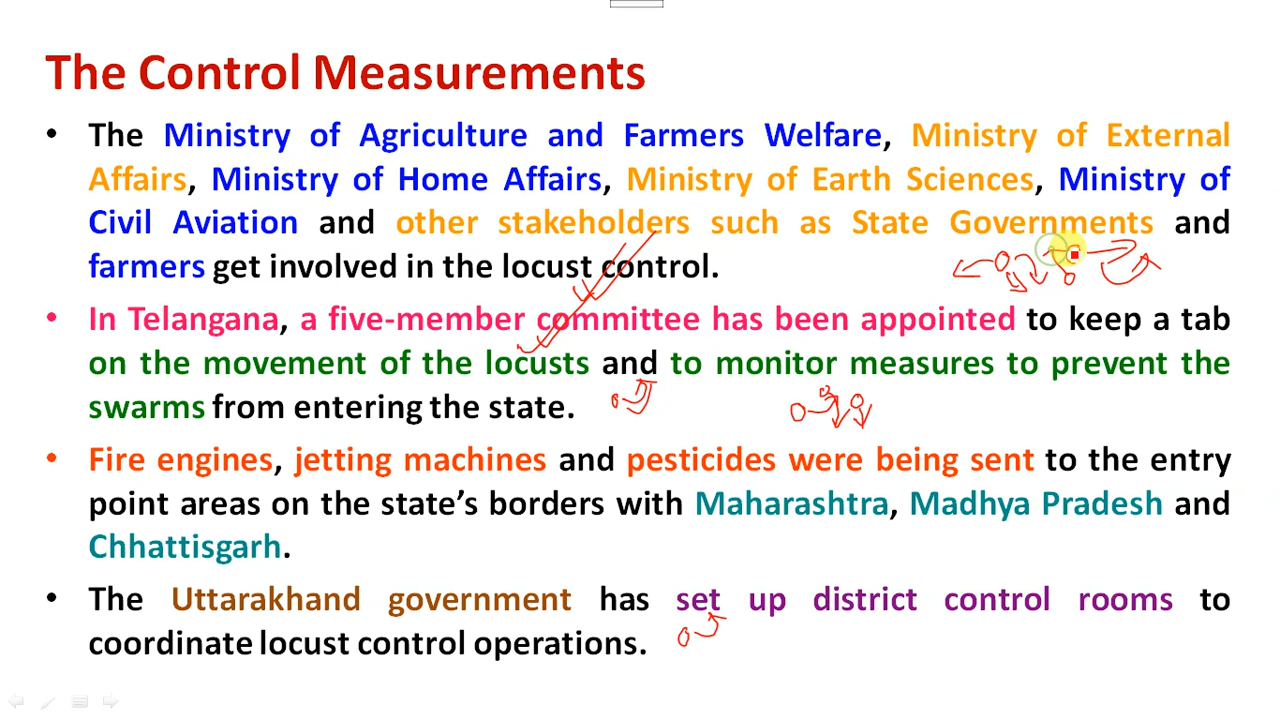 The Control Measurements
• The Ministry of Agriculture and Farmers Welfare, Ministry of External
Affairs, Ministry of Home Affairs, Ministry of Earth Sciences, Ministry of
Civil Aviation and other stakeholders such as State Governments and
farmers get involved in the locust control.
• In Telangana, a five-member committee has been appointed to keep a tab
on the movement of the locusts and to monitor measures to prevent the
swarms from entering the state.
• Fire engines, jetting machines and pesticides were being sent to the entry
point areas on the state’s borders with Maharashtra, Madhya Pradesh and
Chhattisgarh.
• The Uttarakhand government has set up district control rooms to
coordinate locust control operations.